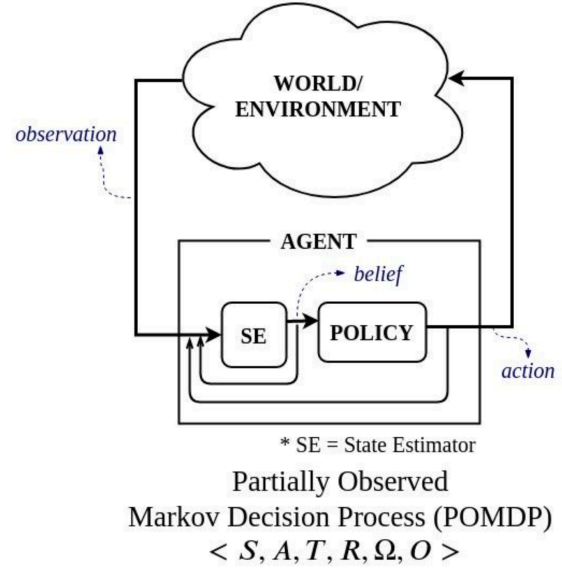 WORLD/
ENVIRONMENT
observation
AGENT
belief
SE
POLICY
action
* SE = State Estimator
Partially Observed
Markov Decision Process (POMDP)
< S, A, T, R, Ω, O >